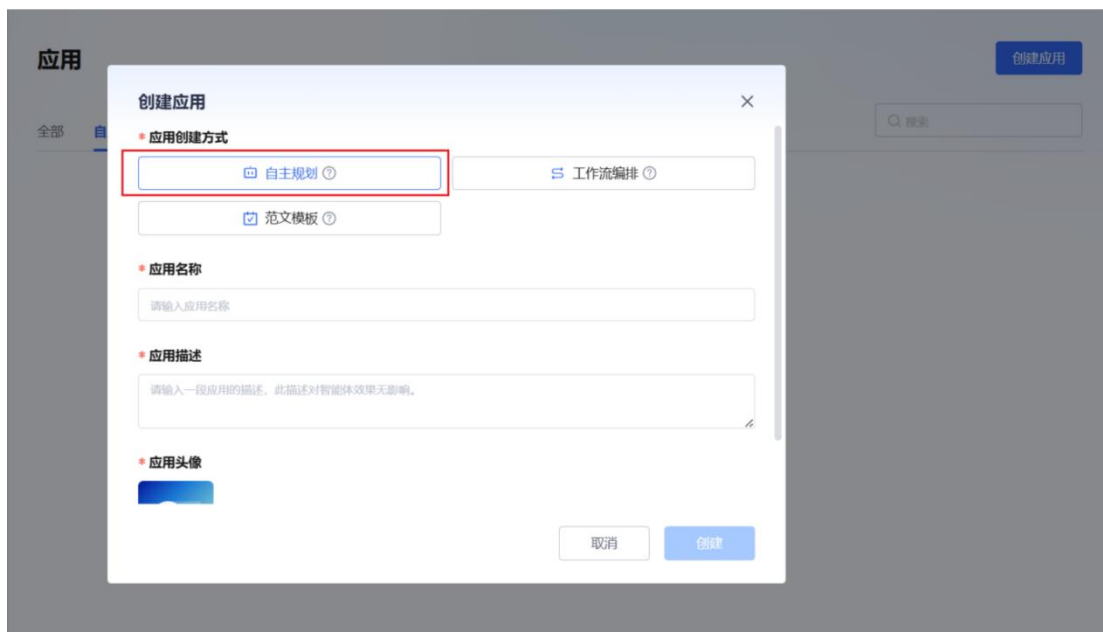 应用
创建应用
全部
自
搜索
创建应用
* 应用创建方式
自主规划
工作流编排
范文模板
* 应用名称
请输入应用名称
* 应用描述
请输入一段应用的描述，此描述对智能体效果无影响。
* 应用头像
取消
创建